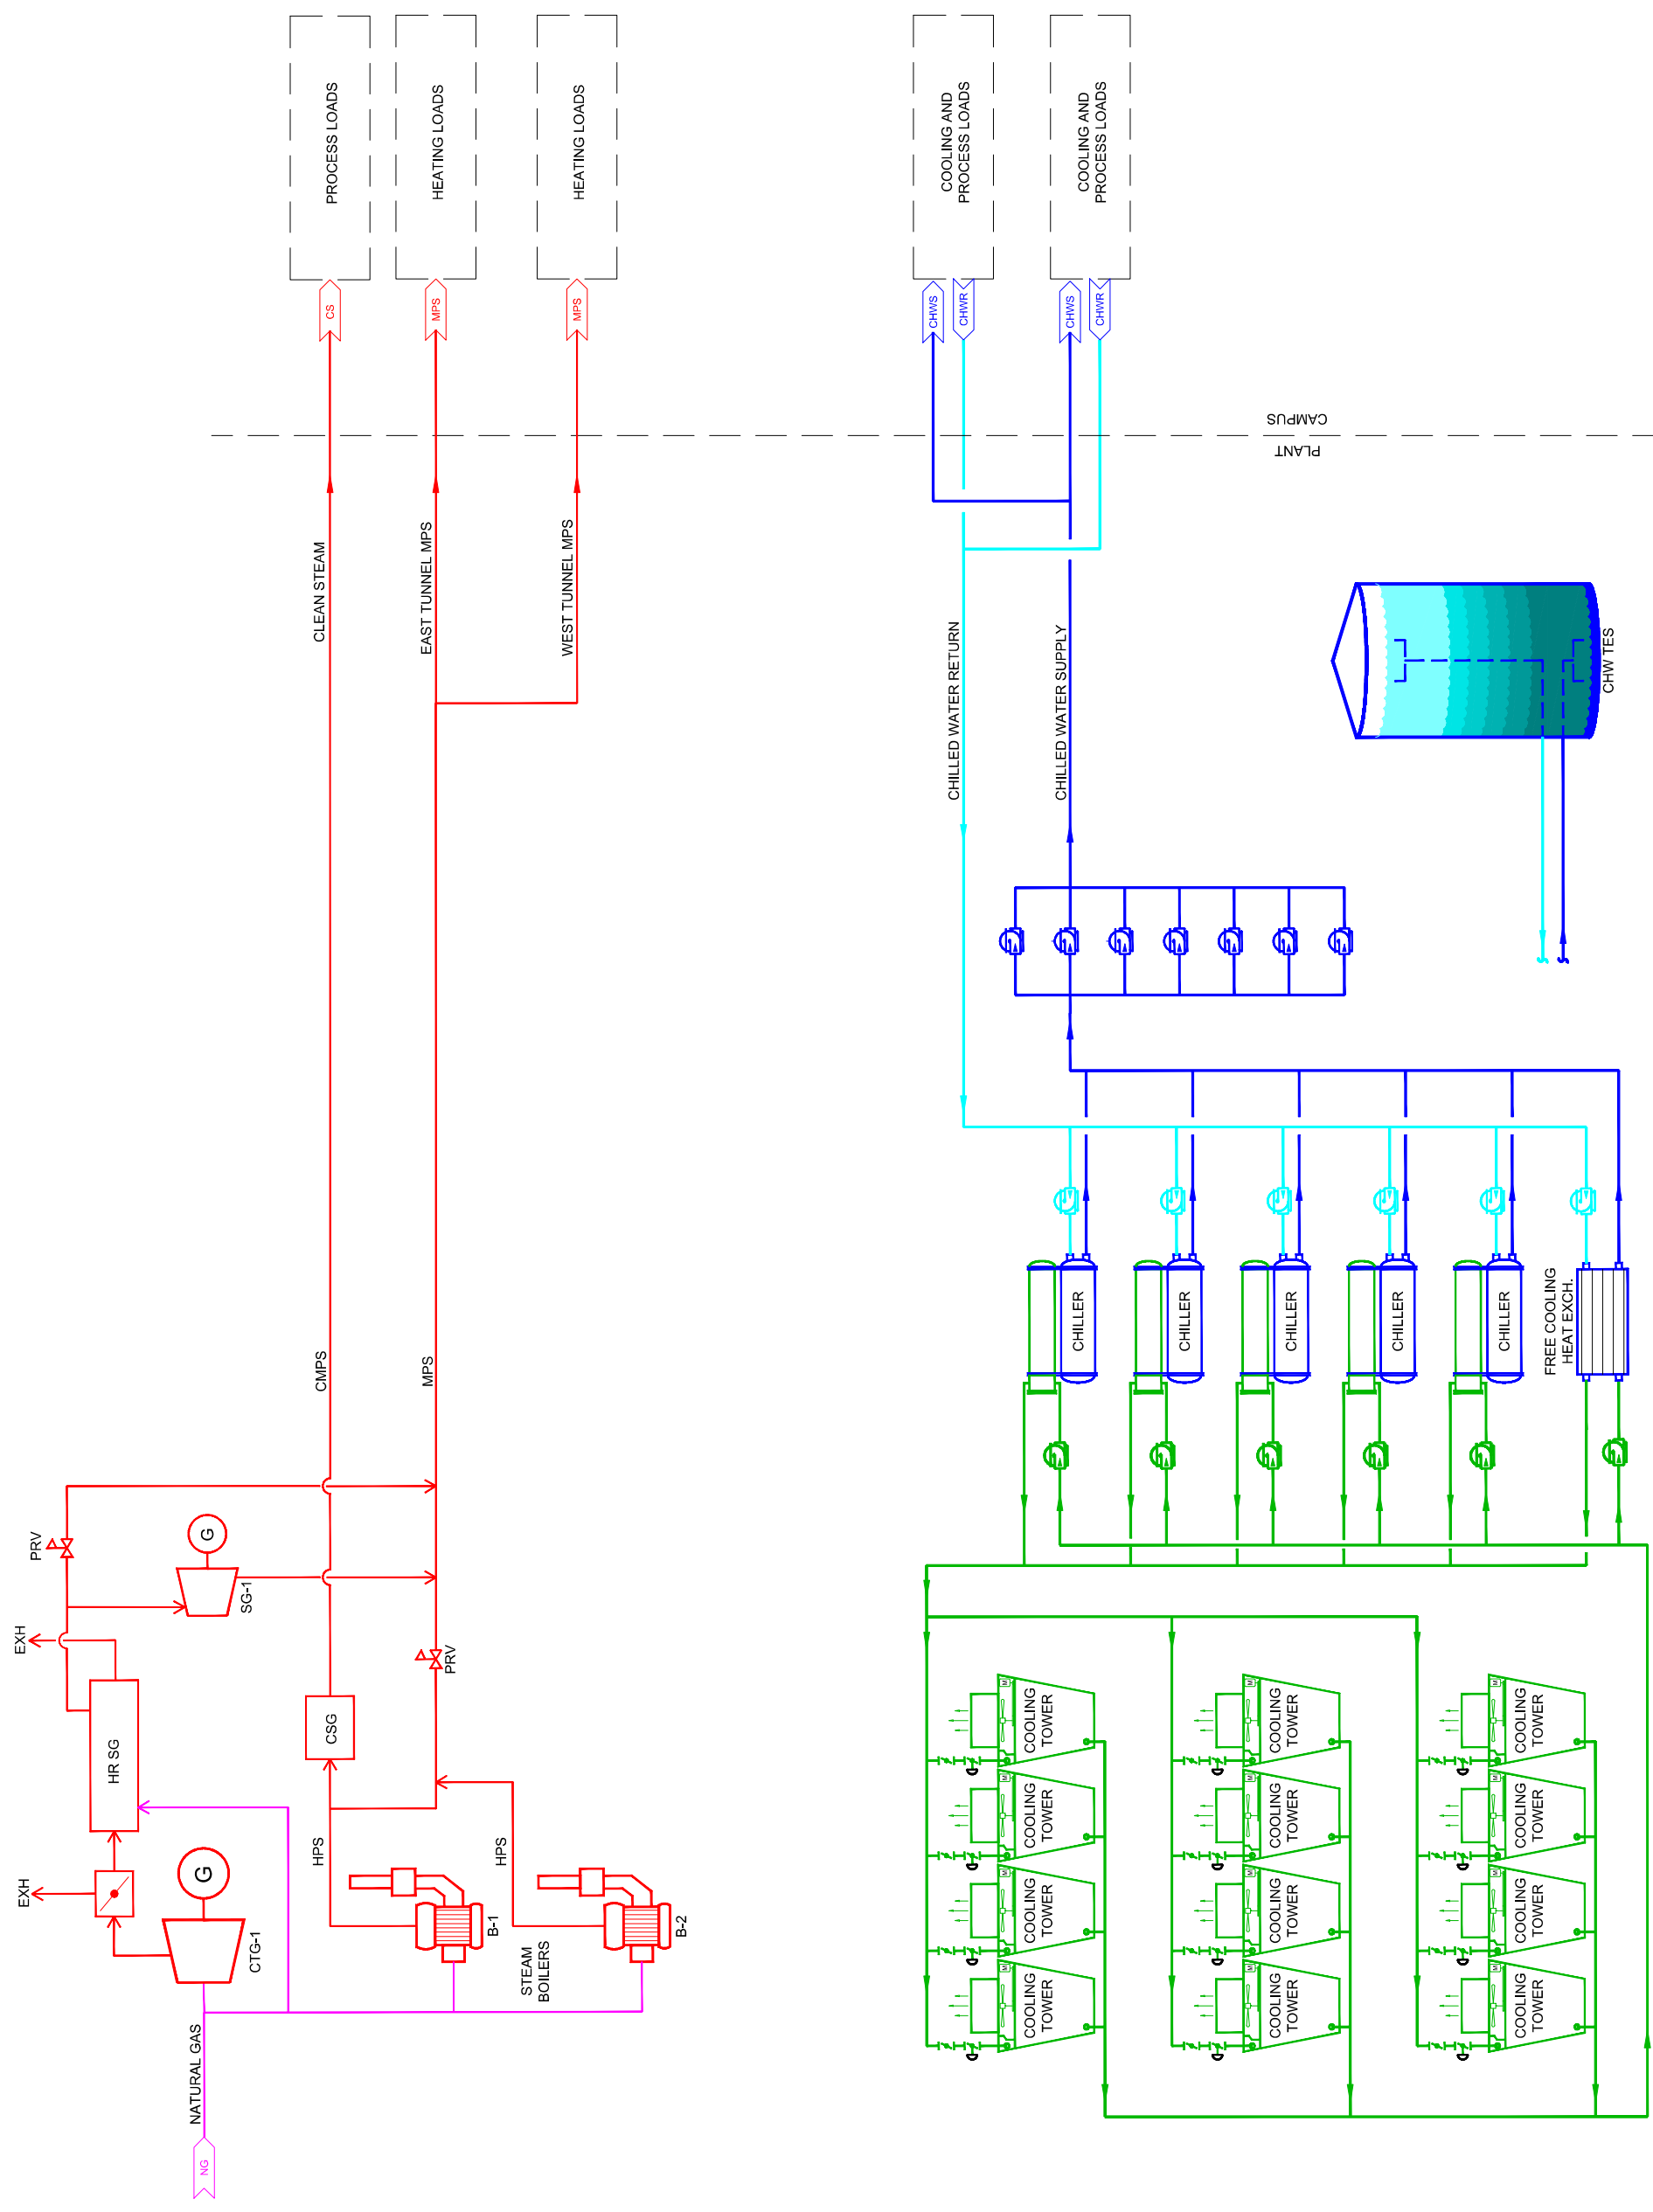 PROCESS LOADS
HEATING LOADS
HEATING LOADS
COOLING AND
PROCESS LOADS
COOLING AND
PROCESS LOADS
CS
MPS
MPS
CHWS
CHWR
CHWS
CHWR
CAMPUS
PLANT
CLEAN STEAM
EAST TUNNEL MPS
WEST TUNNEL MPS
CHILLED WATER RETURN
CHILLED WATER SUPPLY
CHW TES
CMPS
MPS
CHILLER
CHILLER
CHILLER
CHILLER
CHILLER
FREE COOLING
HEAT EXCH.
PRV
G
SG-1
EXH
PRV
HR SG
CSG
EXH
G
CTG-1
HPS
HPS
B-1
B-2
STEAM
BOILERS
NATURAL GAS
NG
M
COOLING
TOWER
M
COOLING
TOWER
M
COOLING
TOWER
M
COOLING
TOWER
M
COOLING
TOWER
M
COOLING
TOWER
M
COOLING
TOWER
M
COOLING
TOWER
M
COOLING
TOWER
M
COOLING
TOWER
M
COOLING
TOWER
M
COOLING
TOWER